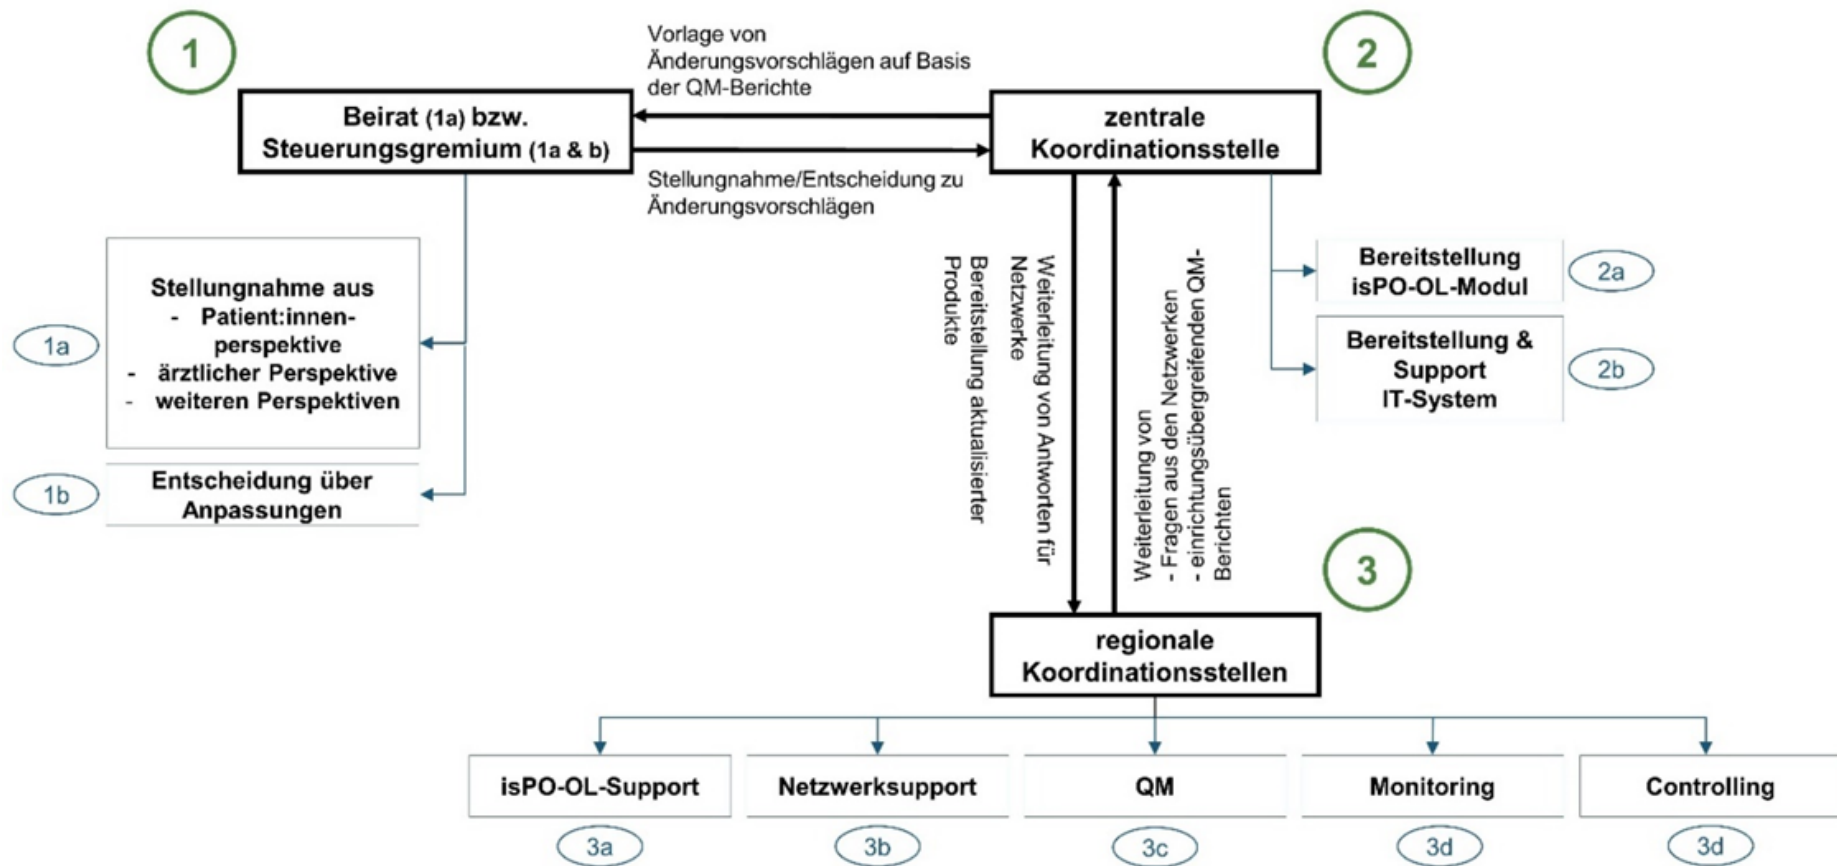 1
Vorlage von
Änderungsvorschlägen auf Basis
der QM-Berichte
2
Beirat (1a) bzw.
Steuerungsgremium (1a & b)
zentrale
Koordinationsstelle
Stellungnahme/Entscheidung zu
Änderungsvorschlägen
1a
Stellungnahme aus
- Patient:innen-
perspektive
- ärztlicher Perspektive
- weiteren Perspektiven
1b
Entscheidung über
Anpassungen
Weiterleitung von Antworten für
Netzwerke
Bereitstellung aktualisierter
Produkte
Weiterleitung von
- Fragen aus den Netzwerken
- einrichtungsübergreifenden QM-
Berichten
Bereitstellung
isPO-OL-Modul
2a
Bereitstellung &
Support
IT-System
2b
3
regionale
Koordinationsstellen
isPO-OL-Support
Netzwerksupport
QM
Monitoring
Controlling
3a
3b
3c
3d
3d